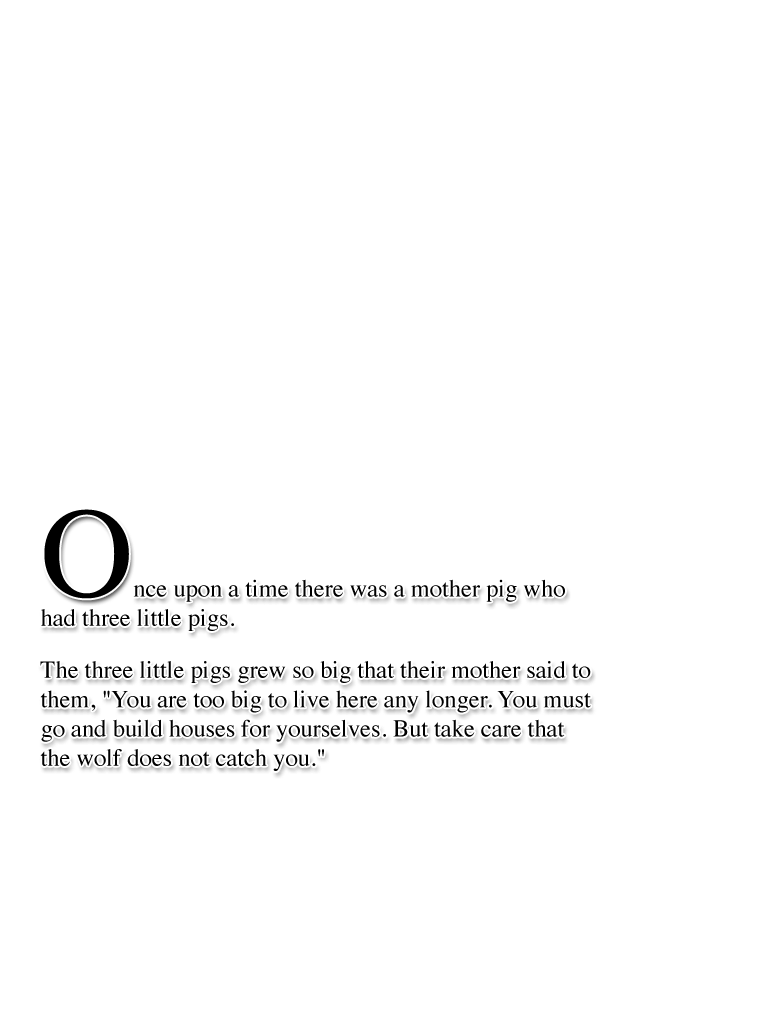 Once upon a time there was a mother pig who
had three little pigs.
The three little pigs grew so big that their mother said to
them, "You are too big to live here any longer. You must
go and build houses for yourselves. But take care that
the wolf does not catch you."